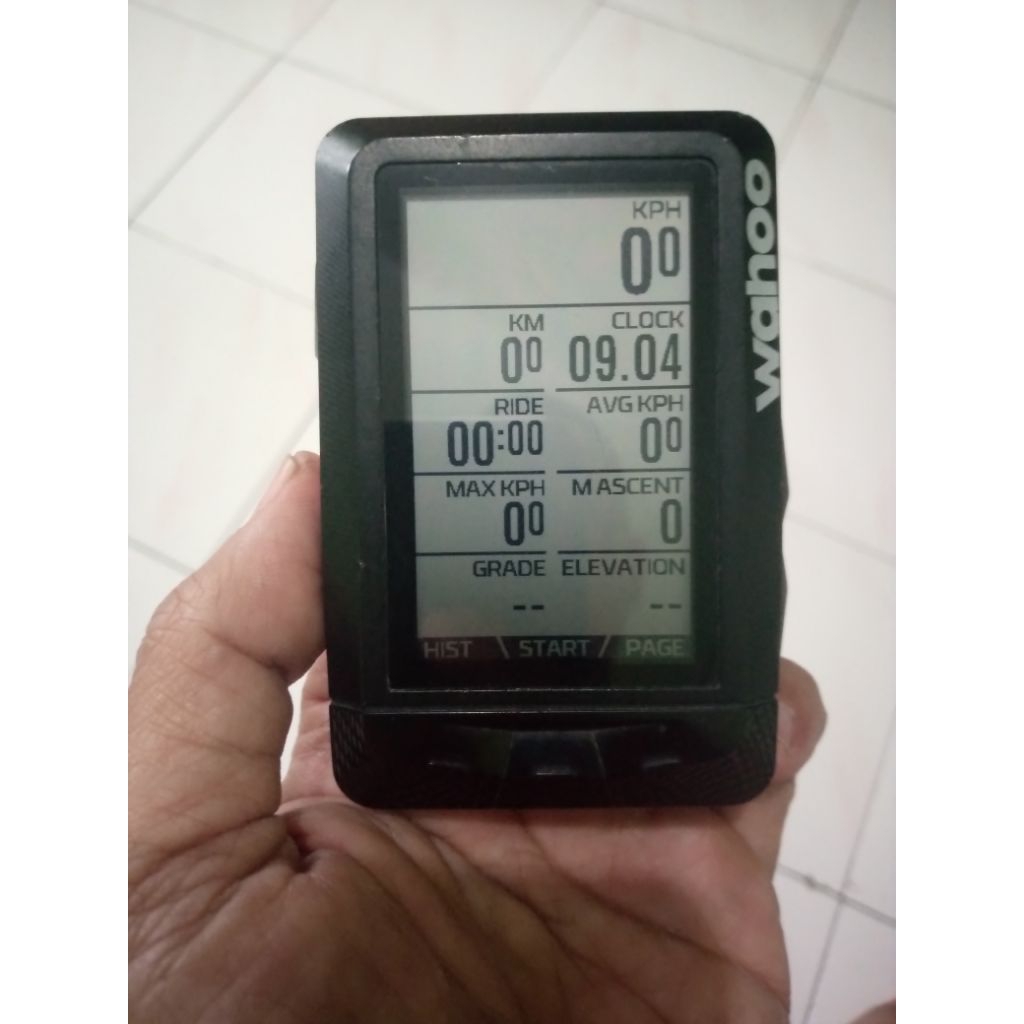 KPH
0⁰
KM CLOCK
0⁰ 09.04
RIDE AVG KPH
00:00 0⁰
MAX KPH M ASCENT
0⁰ 0
GRADE ELEVATION
-- --
HIST \ START / PAGE
wahoo